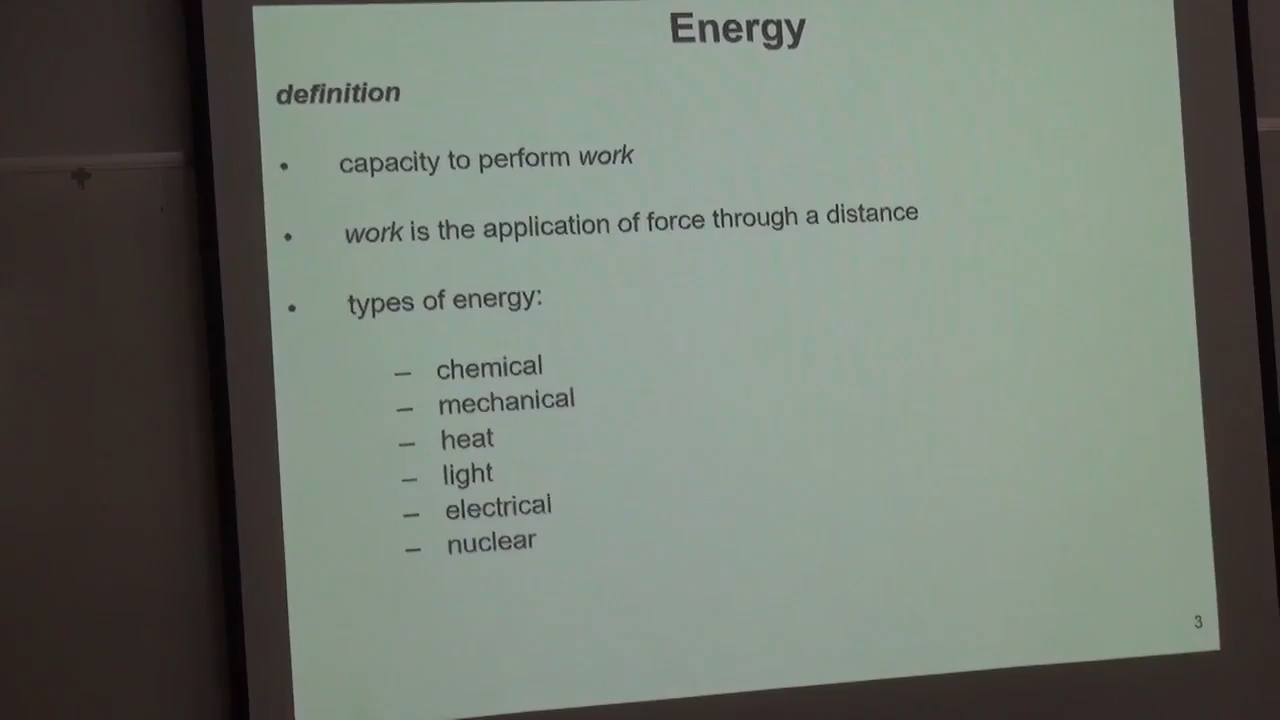 Energy
definition
• capacity to perform work
• work is the application of force through a distance
• types of energy:
– chemical
– mechanical
– heat
– light
– electrical
– nuclear
3